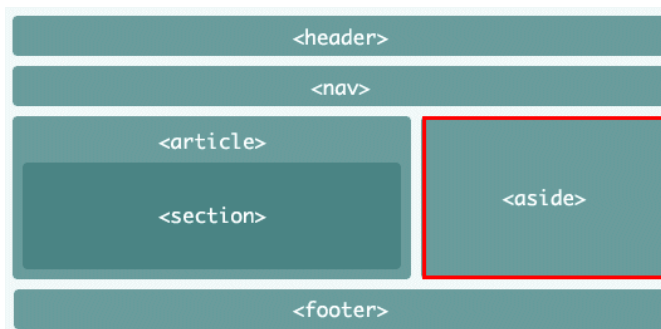 <header>
<nav>
<article>
<section>
<aside>
<footer>